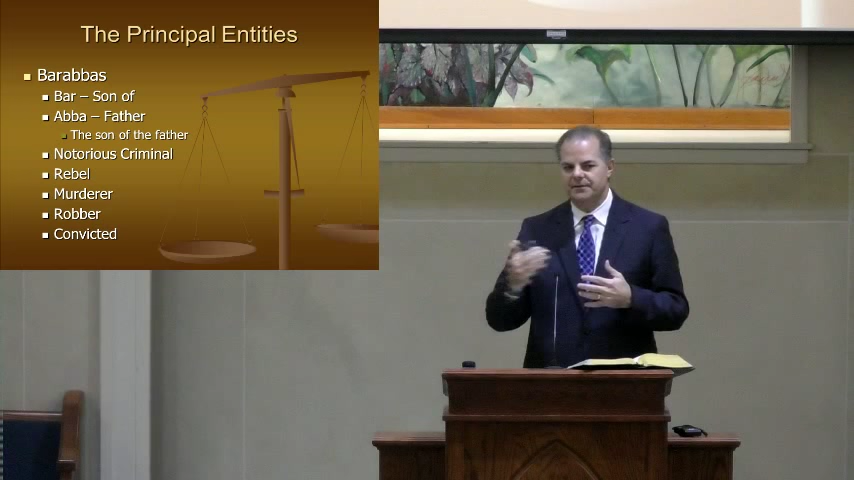 The Principal Entities
Barabbas
Bar – Son of
Abba – Father
The son of the father
Notorious Criminal
Rebel
Murderer
Robber
Convicted